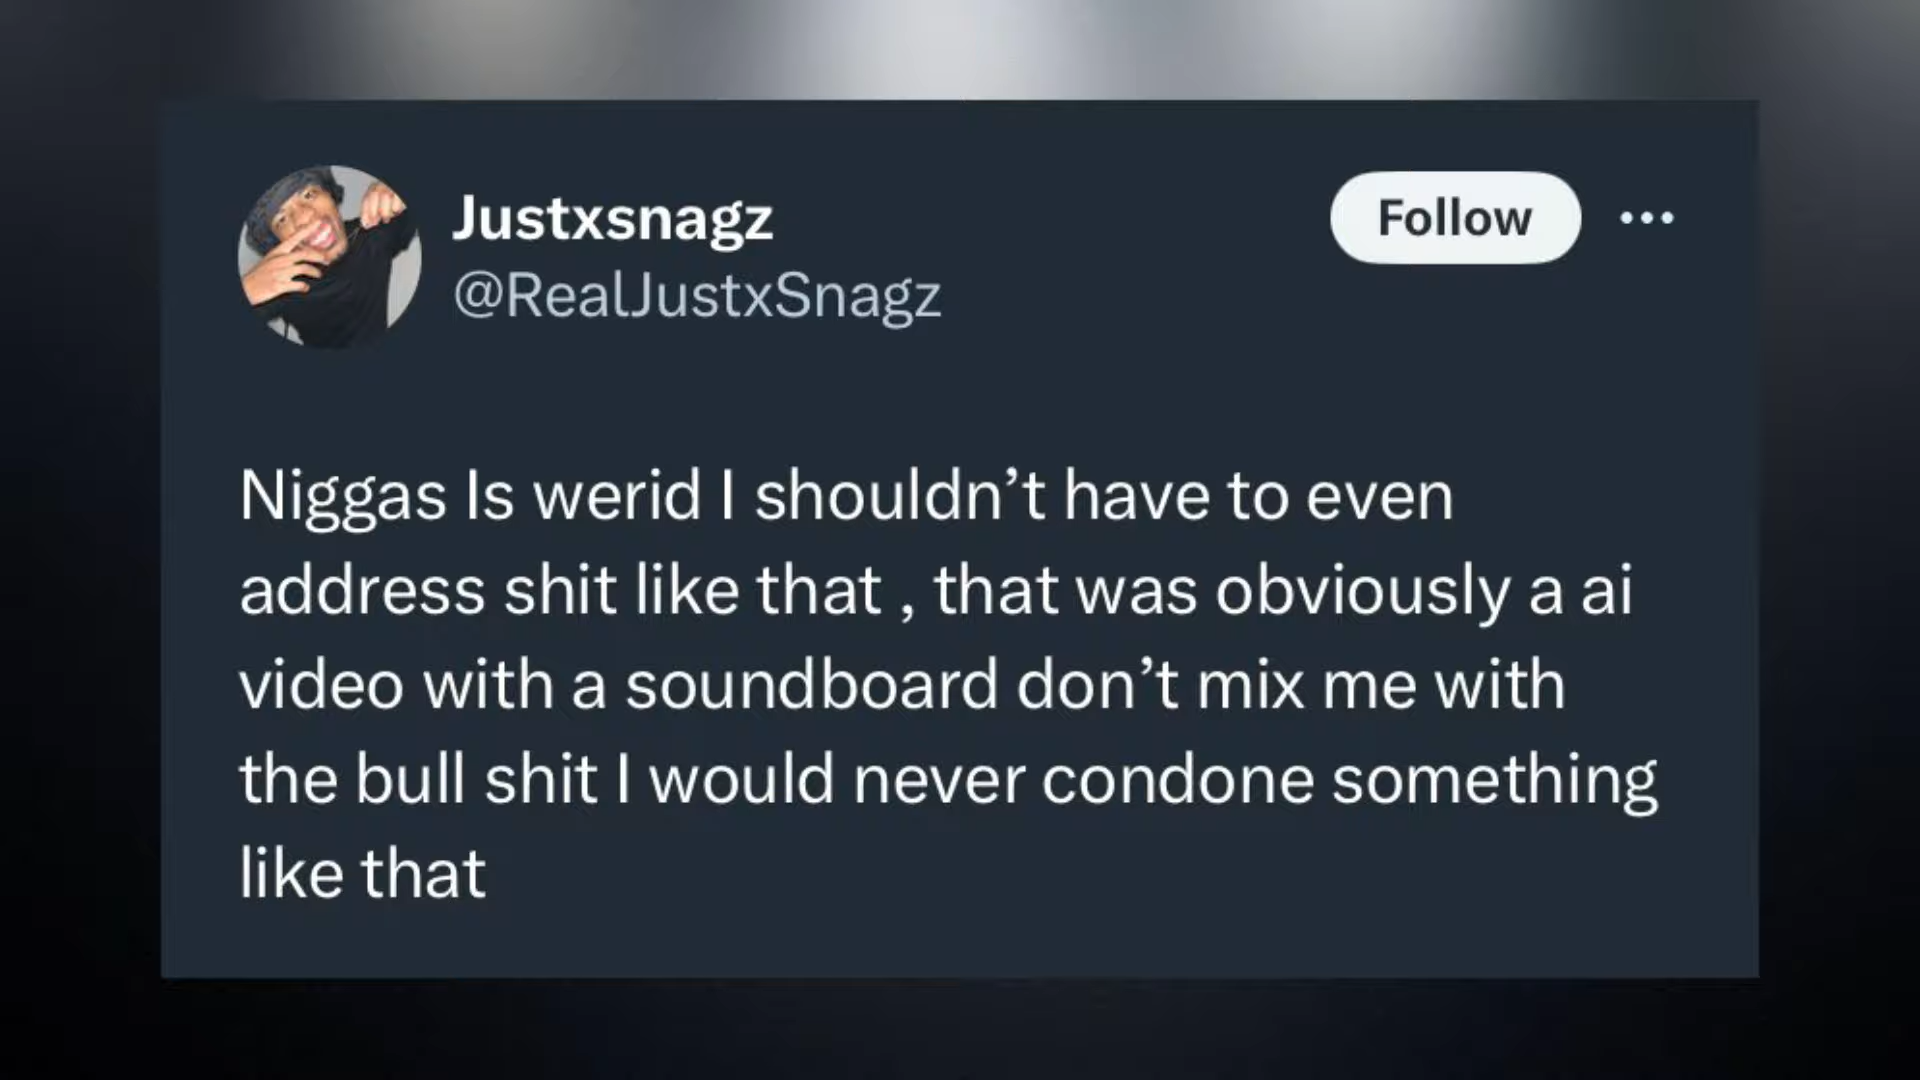 Justxsnagz
@RealJustxSnagz
Follow
Niggas Is werid I shouldn’t have to even
address shit like that , that was obviously a ai
video with a soundboard don’t mix me with
the bull shit I would never condone something
like that